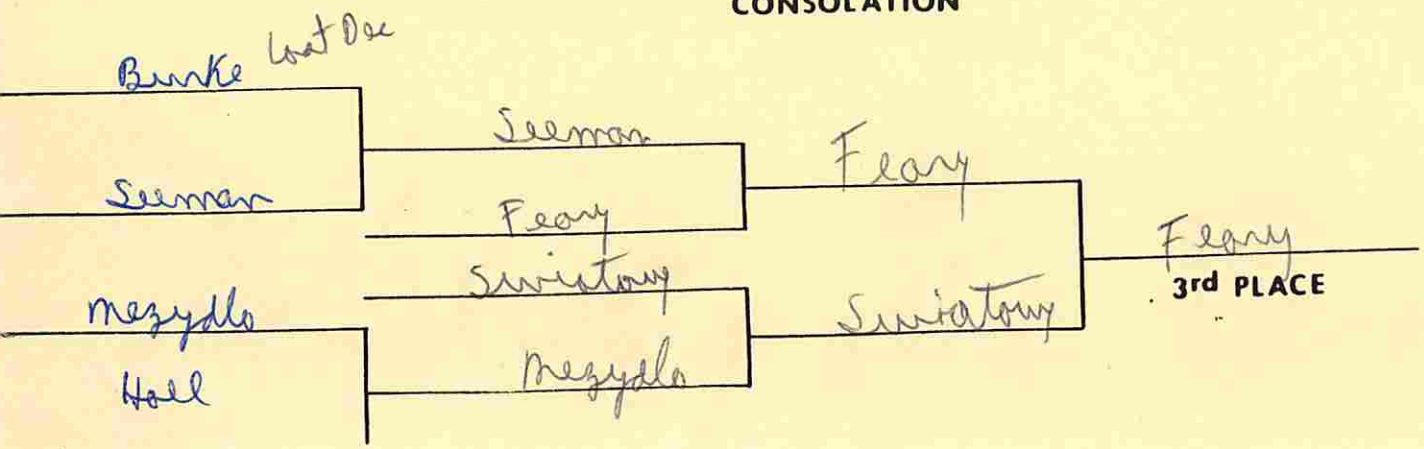 CONSOLATION
Burke Lost Dec
Seeman
Seeman
Feary
Feary
Swiatowy
Feary
3rd PLACE
Mezydlo
Swiatowy
Hall
Mezydlo